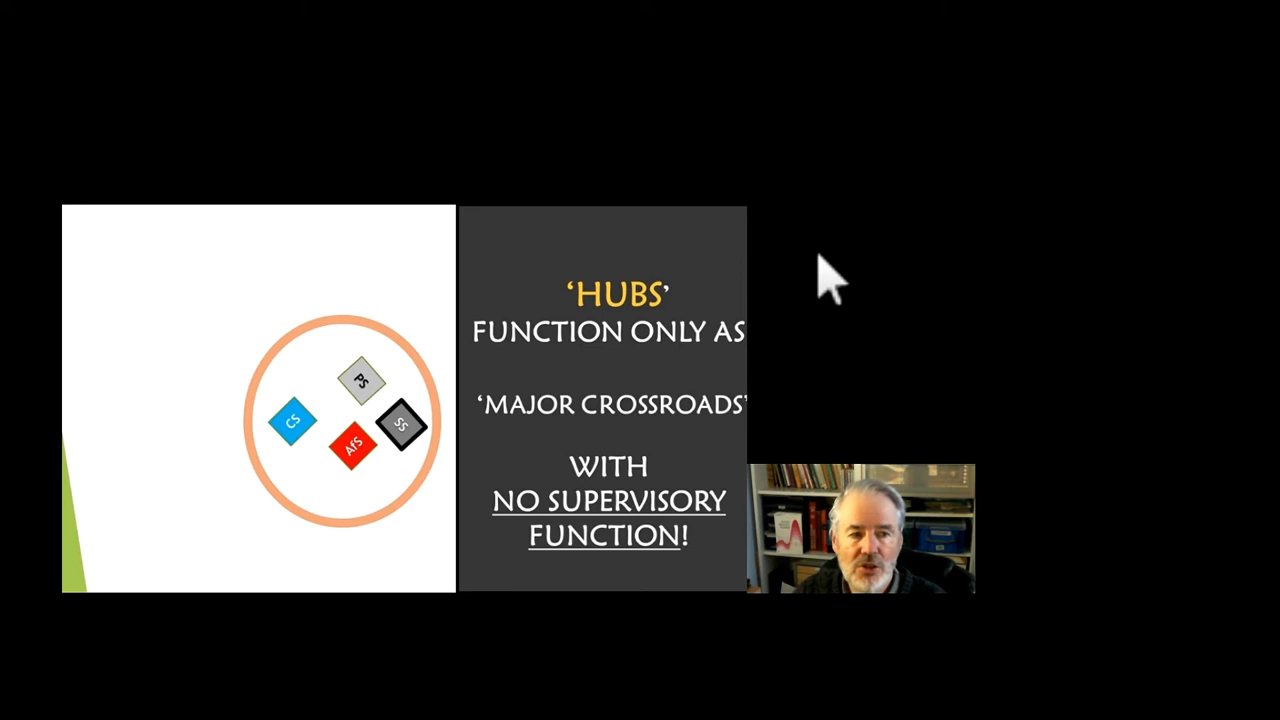 PS
CS
SS
AfS
‘HUBS’
FUNCTION ONLY AS
‘MAJOR CROSSROADS’
WITH
NO SUPERVISORY
FUNCTION!